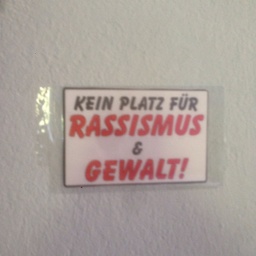 KEIN PLATZ FÜR
RASSISMUS
&
GEWALT!